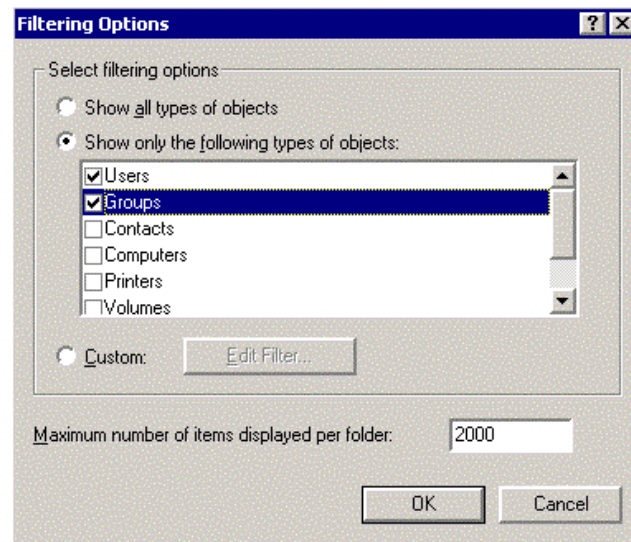 Filtering Options
Select filtering options
Show all types of objects
Show only the following types of objects:
Users
Groups
Contacts
Computers
Printers
Volumes
Custom: Edit Filter...
Maximum number of items displayed per folder: 2000
OK Cancel